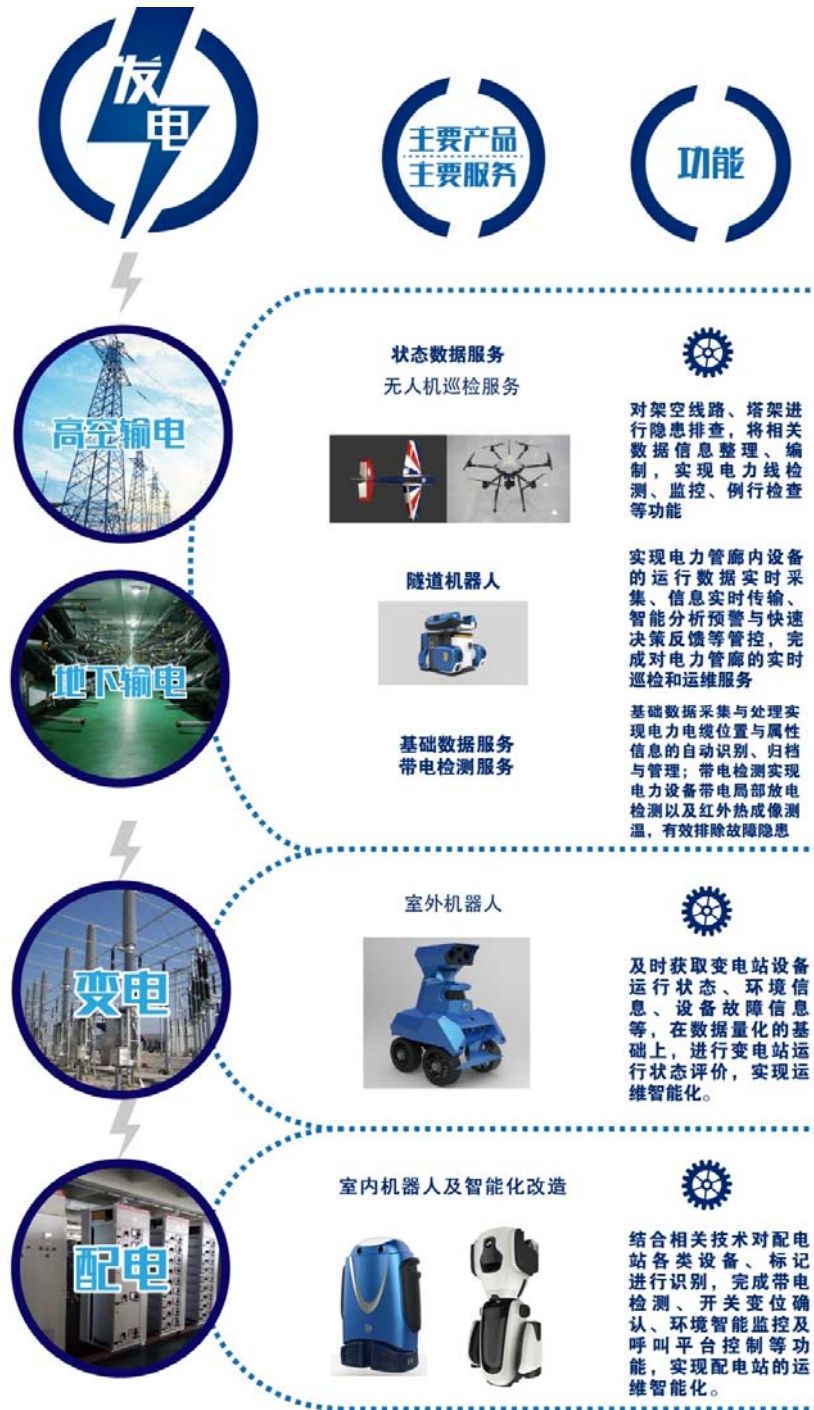 发
电
主要产品
主要服务
功能
高空输电
状态数据服务
无人机巡检服务
对架空线路、塔架进
行隐患排查，将相关
数据信息整理、编
制，实现电力线检
测、监控、例行检查
等功能
地下输电
隧道机器人
实现电力管廊内设备
的运行数据实时采
集、信息实时传输、
智能分析预警与快速
决策反馈等管控，完
成对电力管廊的实时
巡检和运维服务
基础数据服务
带电检测服务
基础数据采集与处理实
现电力电缆位置与属性
信息的自动识别、归档
与管理；带电检测实现
电力设备带电局部放电
检测以及红外热成像测
温，有效排除故障隐患
变电
室外机器人
及时获取变电站设备
运行状态、环境信
息、设备故障信息
等，在数据量化的基
础上，进行变电站运
行状态评价，实现运
维智能化。
配电
室内机器人及智能化改造
结合相关技术对配电
站各类设备、标记
进行识别，完成带电
检测、开关变位确
认、环境智能监控及
呼叫平台控制等功
能，实现配电站的运
维智能化。